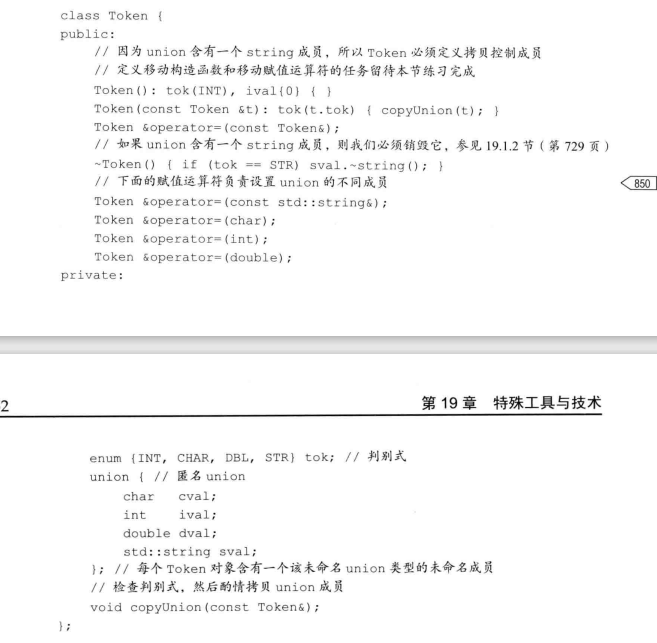 class Token {
public:
// 因为 union 含有一个 string 成员，所以 Token 必须定义拷贝控制成员
// 定义移动构造函数和移动赋值运算符的任务留待本节练习完成
Token(): tok(INT), ival{0} { }
Token(const Token &t): tok(t.tok) { copyUnion(t); }
Token &operator=(const Token&);
// 如果 union 含有一个 string 成员，则我们必须销毁它，参见 19.1.2 节（第 729 页）
~Token() { if (tok == STR) sval.~string(); }
// 下面的赋值运算符负责设置 union 的不同成员
850
Token &operator=(const std::string&);
Token &operator=(char);
Token &operator=(int);
Token &operator=(double);
private:
2
第 19 章 特殊工具与技术
enum {INT, CHAR, DBL, STR} tok; // 判别式
union { // 匿名 union
char cval;
int ival;
double dval;
std::string sval;
}; // 每个 Token 对象含有一个该未命名 union 类型的未命名成员
// 检查判别式，然后酌情拷贝 union 成员
void copyUnion(const Token&);
};